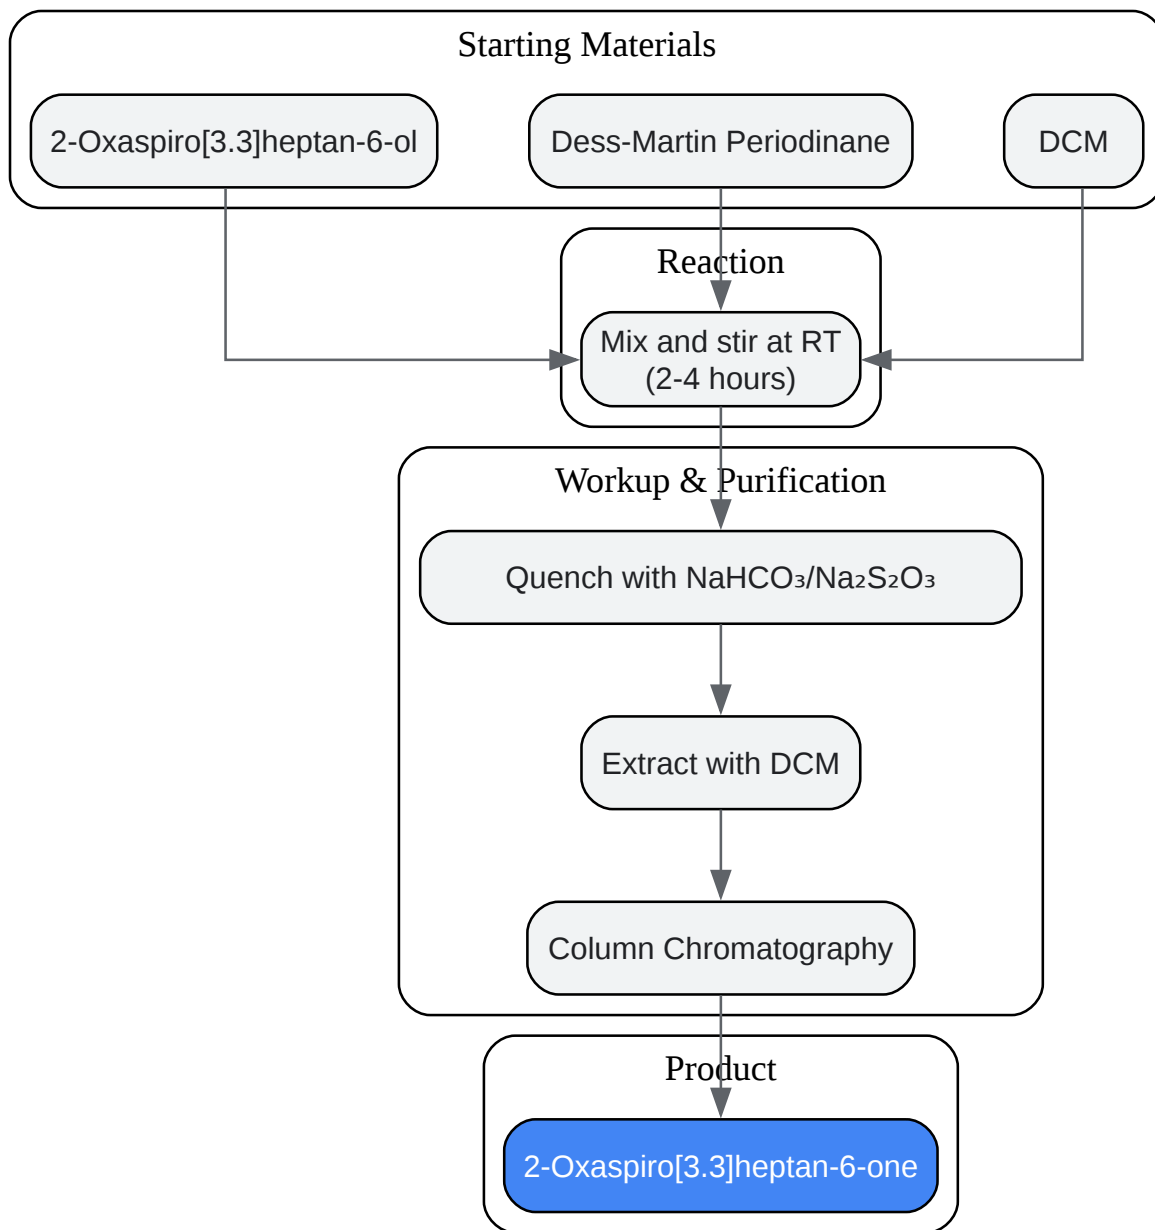 Starting Materials
2-Oxaspiro[3.3]heptan-6-ol
Dess-Martin Periodinane
DCM
Reaction
Mix and stir at RT
(2-4 hours)
Workup & Purification
Quench with NaHCO₃/Na₂S₂O₃
Extract with DCM
Column Chromatography
Product
2-Oxaspiro[3.3]heptan-6-one